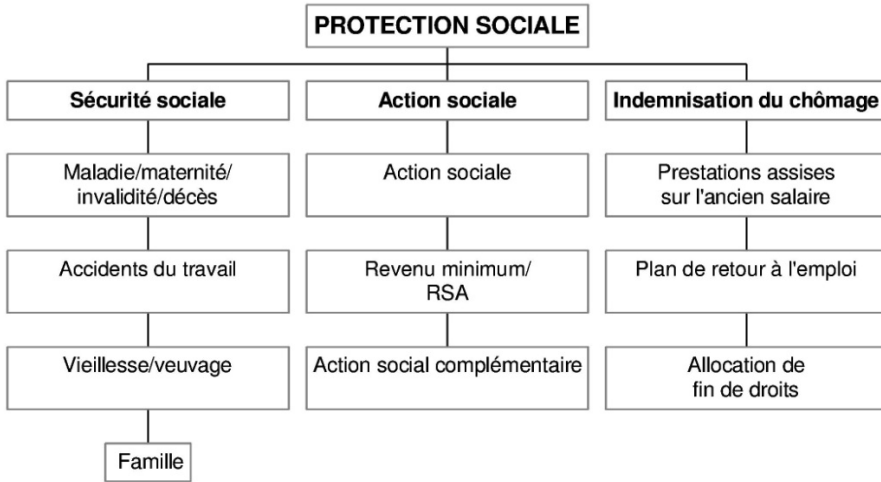 PROTECTION SOCIALE
Sécurité sociale
Action sociale
Indemnisation du chômage
Maladie/maternité/
invalidité/décès
Action sociale
Prestations assises
sur l'ancien salaire
Accidents du travail
Revenu minimum/
RSA
Plan de retour à l'emploi
Vieillesse/veuvage
Action social complémentaire
Allocation de
fin de droits
Famille